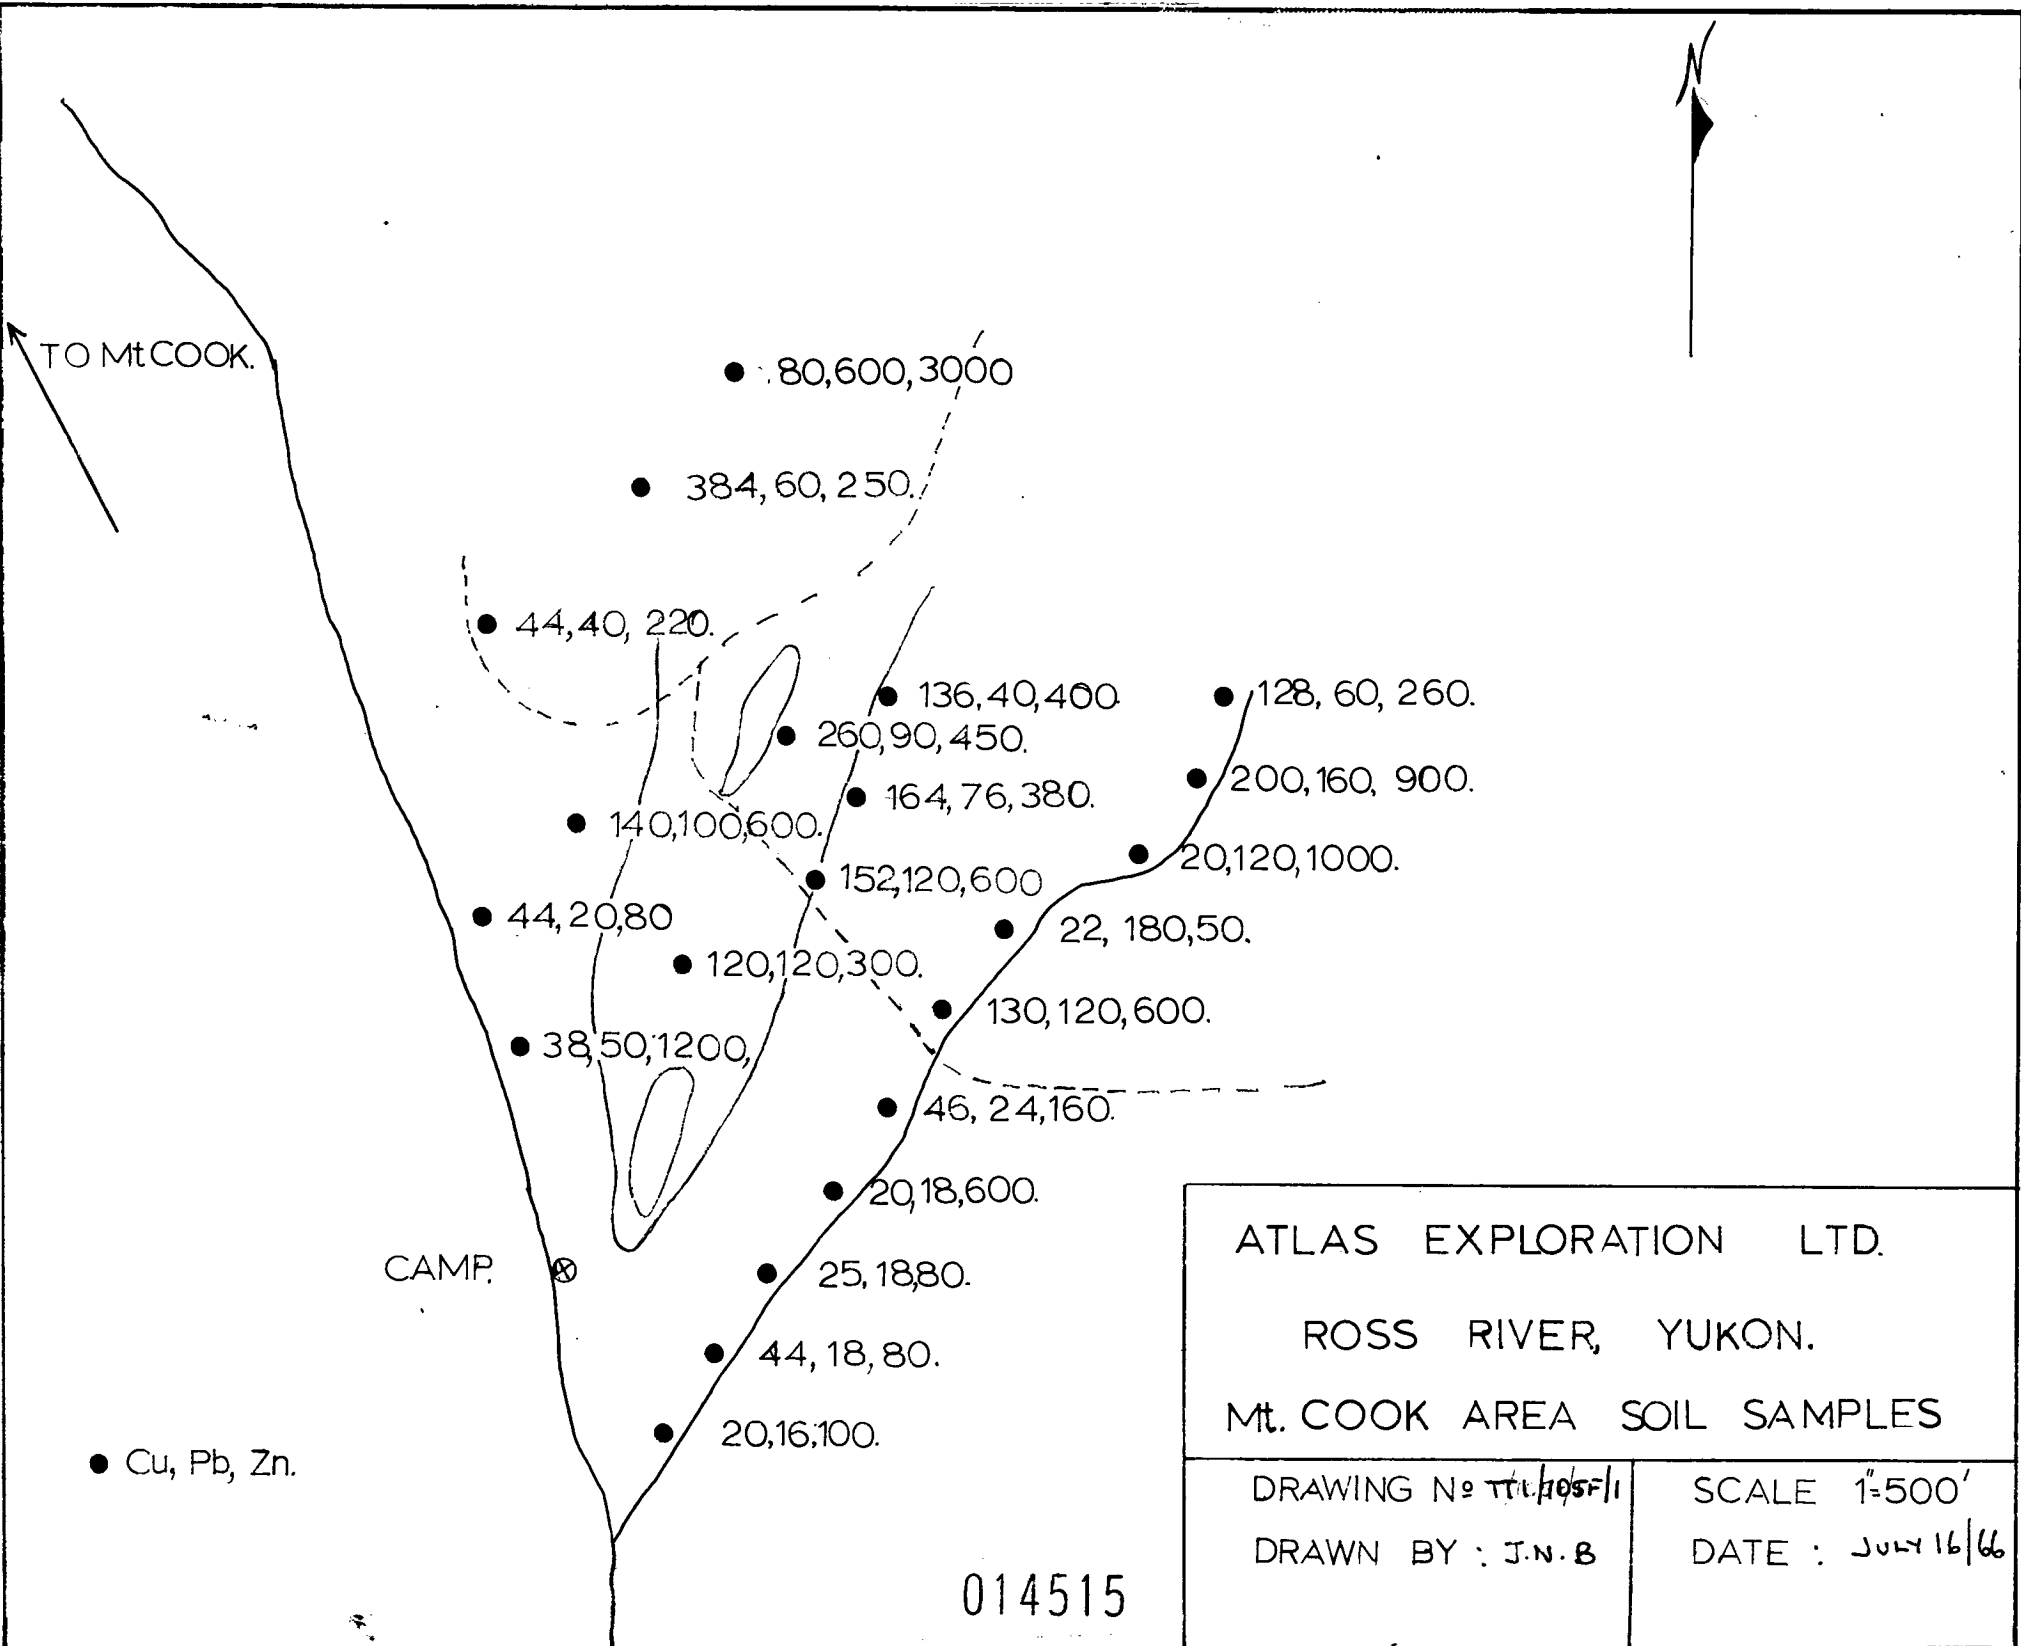 N
TO Mt COOK.
80,600,3000
384,60,250.
44,40,220.
136,40,400.
128,60,260.
260,90,450.
200,160,900.
164,76,380.
140,100,600.
20,120,1000.
152,120,600
44,20,80
22,180,50.
120,120,300.
130,120,600.
38,50,1200,
46,24,160.
20,18,600.
CAMP.
25,18,80.
44,18,80.
20,16,100.
Cu, Pb, Zn.
ATLAS EXPLORATION LTD.
ROSS RIVER, YUKON.
Mt. COOK AREA SOIL SAMPLES
DRAWING Nº
SCALE 1"=500'
DRAWN BY : J.N.B
DATE : JULY 16/66
014515